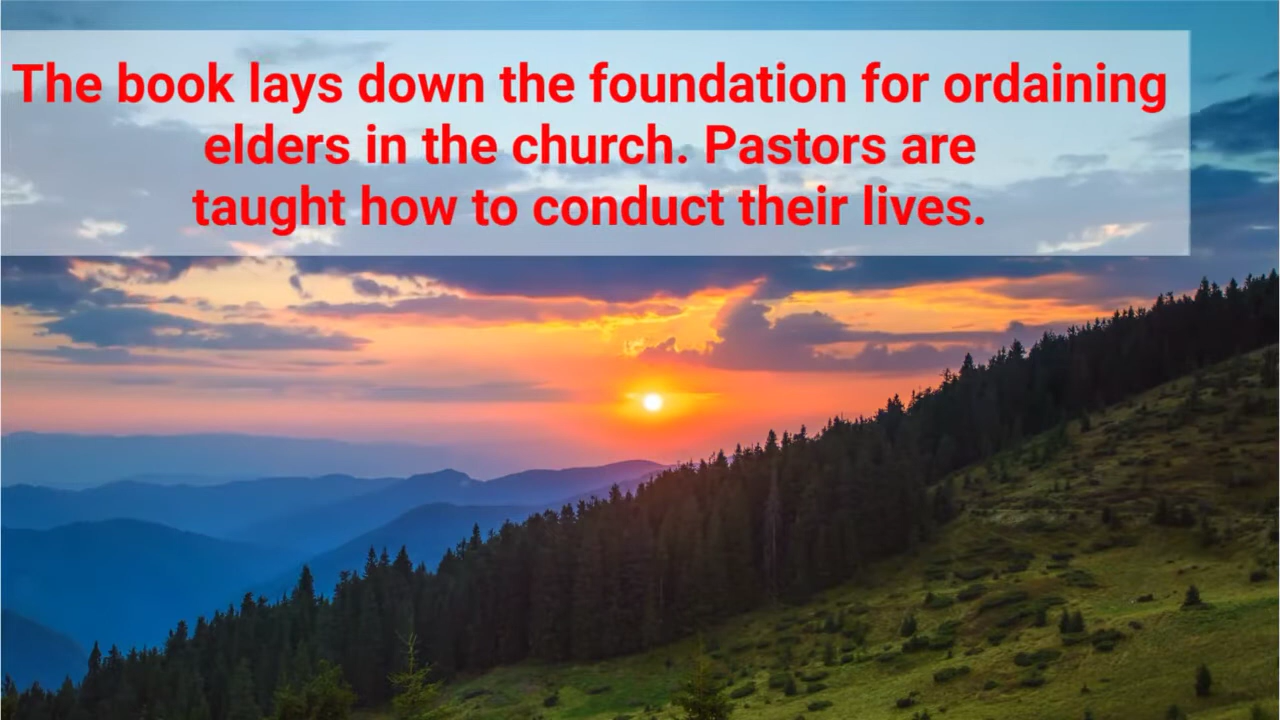 The book lays down the foundation for ordaining
elders in the church. Pastors are
taught how to conduct their lives.